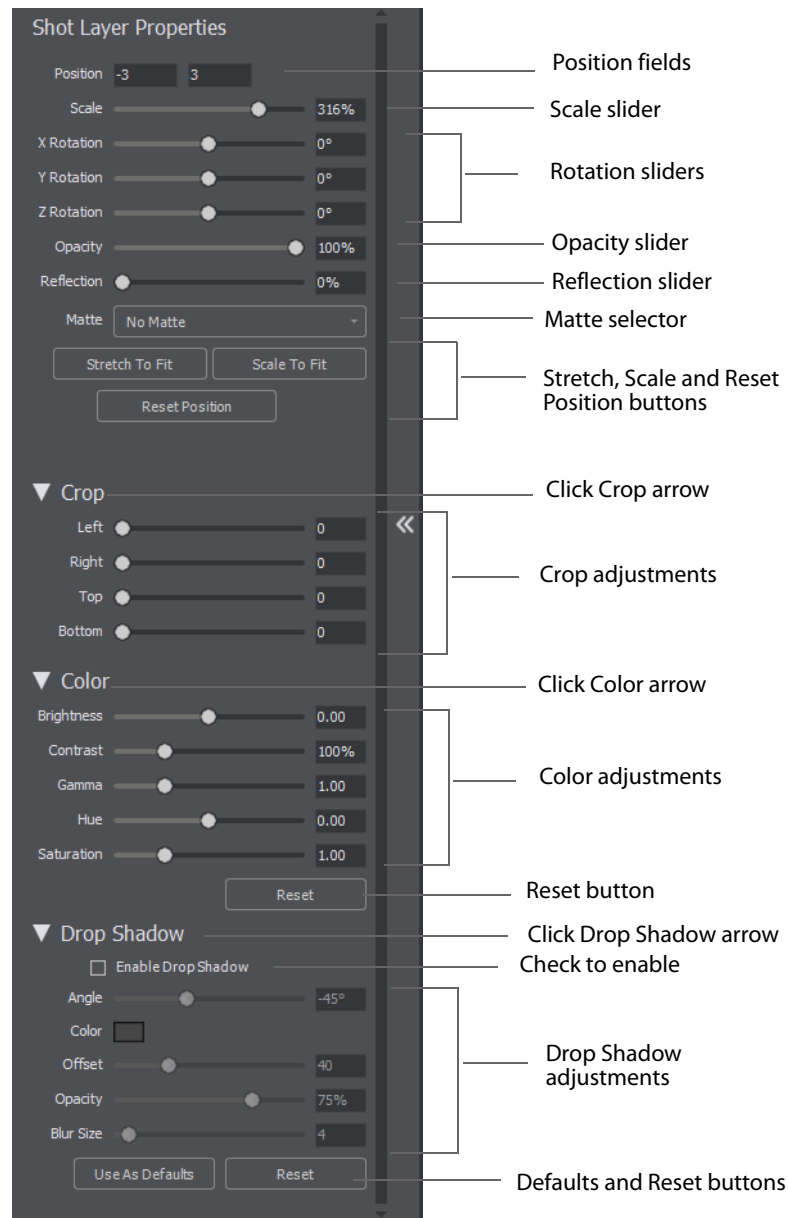 Shot Layer Properties
Position -3 3 Position fields
Scale 316% Scale slider
X Rotation 0°
Y Rotation 0° Rotation sliders
Z Rotation 0°
Opacity 100% Opacity slider
Reflection 0% Reflection slider
Matte No Matte Matte selector
Stretch To Fit Scale To Fit
Reset Position
Stretch, Scale and Reset
Position buttons
Crop Click Crop arrow
Left 0
Right 0
Top 0
Bottom 0
Crop adjustments
Color Click Color arrow
Brightness 0.00
Contrast 100%
Gamma 1.00
Hue 0.00
Saturation 1.00
Color adjustments
Reset Reset button
Drop Shadow Click Drop Shadow arrow
Enable Drop Shadow Check to enable
Angle -45°
Color
Offset 40
Opacity 75%
Blur Size 4
Drop Shadow
adjustments
Use As Defaults Reset Defaults and Reset buttons